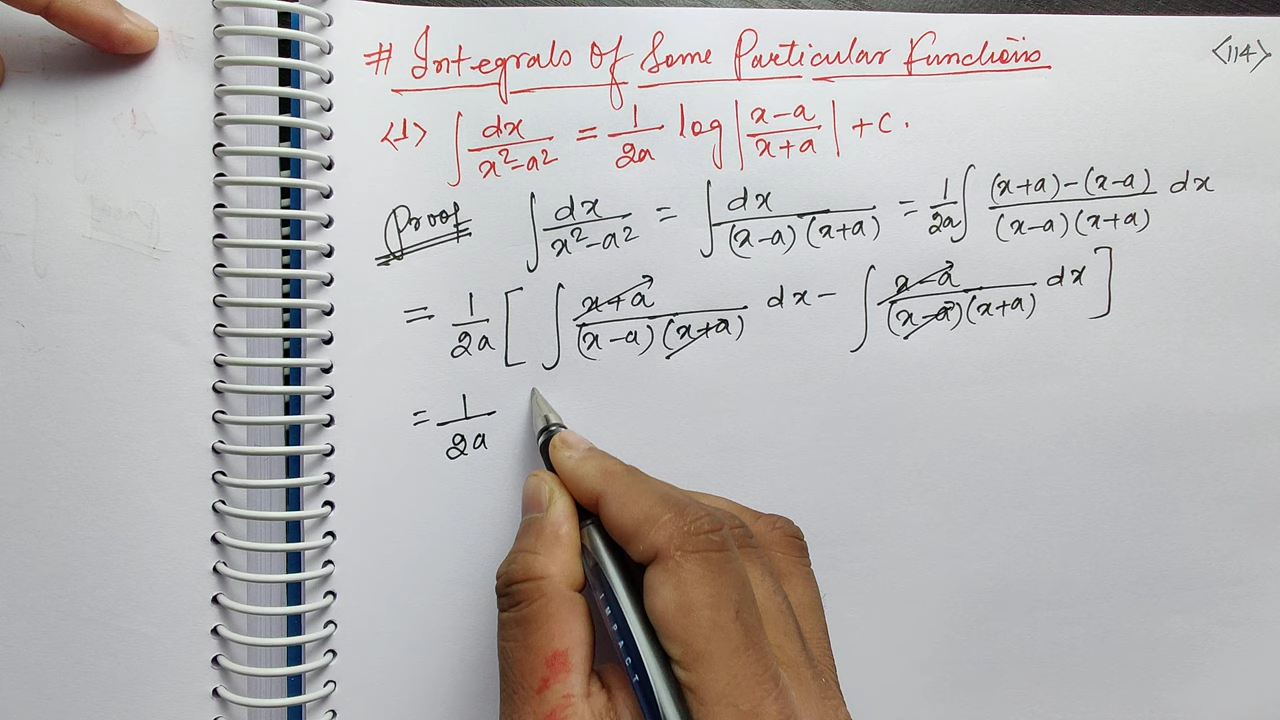 # Integrals Of Some Particular Functions
<114>
<1> ∫ dx/(x²-a²) = 1/2a log |(x-a)/(x+a)| + c.
Proof ∫ dx/(x²-a²) = ∫ dx/((x-a)(x+a)) = 1/2a ∫ ((x+a)-(x-a))/((x-a)(x+a)) dx
= 1/2a [ ∫ (x+a)/((x-a)(x+a)) dx - ∫ (x-a)/((x-a)(x+a)) dx ]
= 1/2a
IMPACT